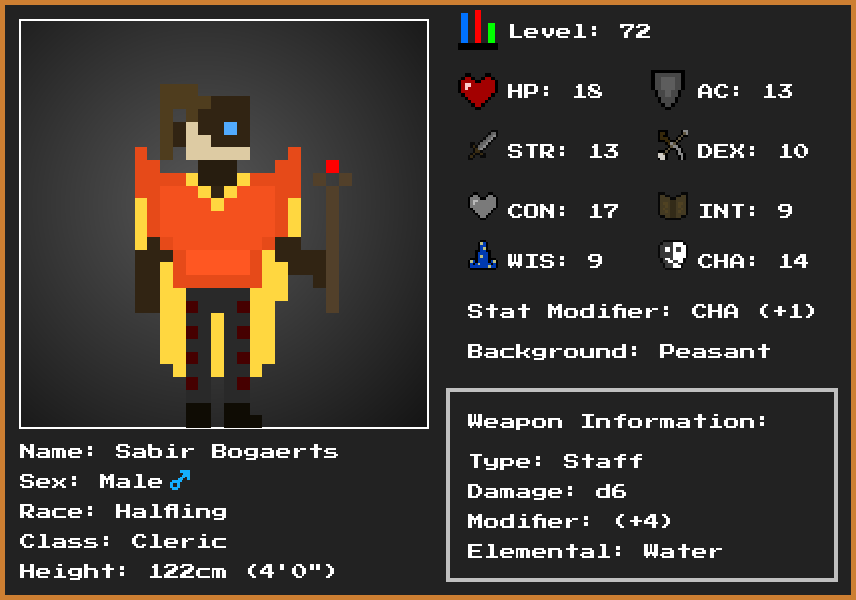 Level: 72
HP: 18
AC: 13
STR: 13
DEX: 10
CON: 17
INT: 9
WIS: 9
CHA: 14
Stat Modifier: CHA (+1)
Background: Peasant
Weapon Information:
Type: Staff
Damage: d6
Modifier: (+4)
Elemental: Water
Name: Sabir Bogaerts
Sex: Male ♂
Race: Halfling
Class: Cleric
Height: 122cm (4'0")